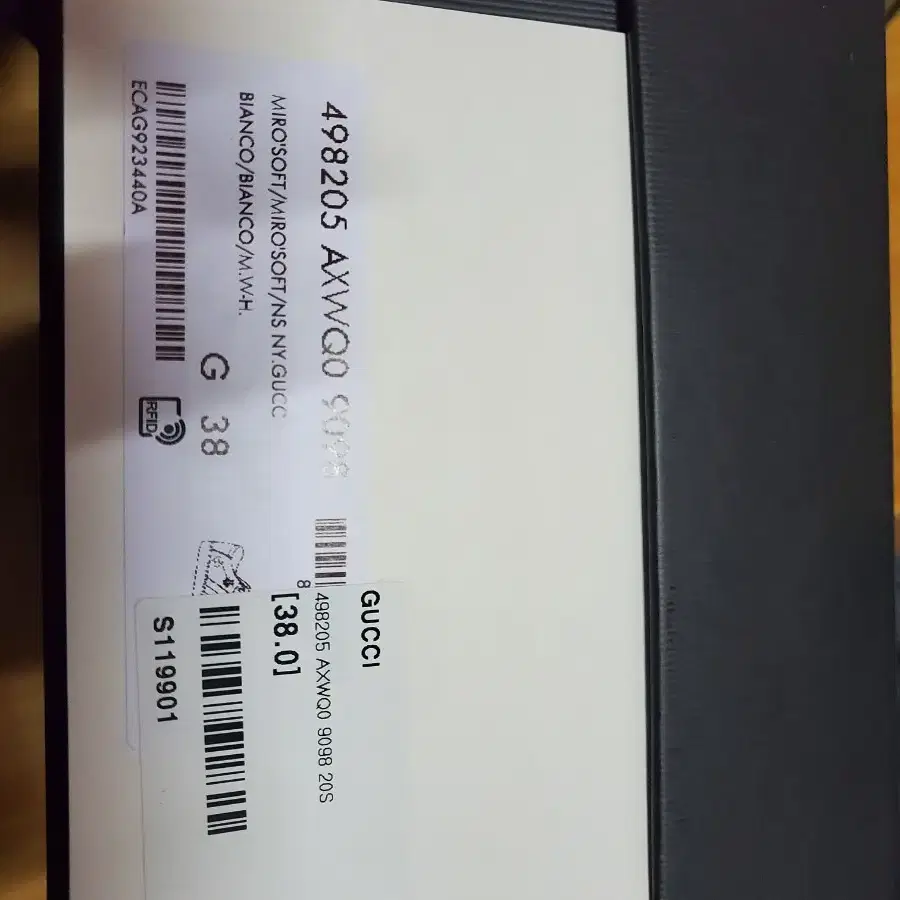 498205 AXWQ0 9098
MIRO'SOFT/MIRO'SOFT/NS NY.GUCC
BIANCO/BIANCO/M.W-H.
G 38
ECAG923440A
RFID
GUCCI
498205 AXWQ0 9098 20S
8
[38.0]
S119901